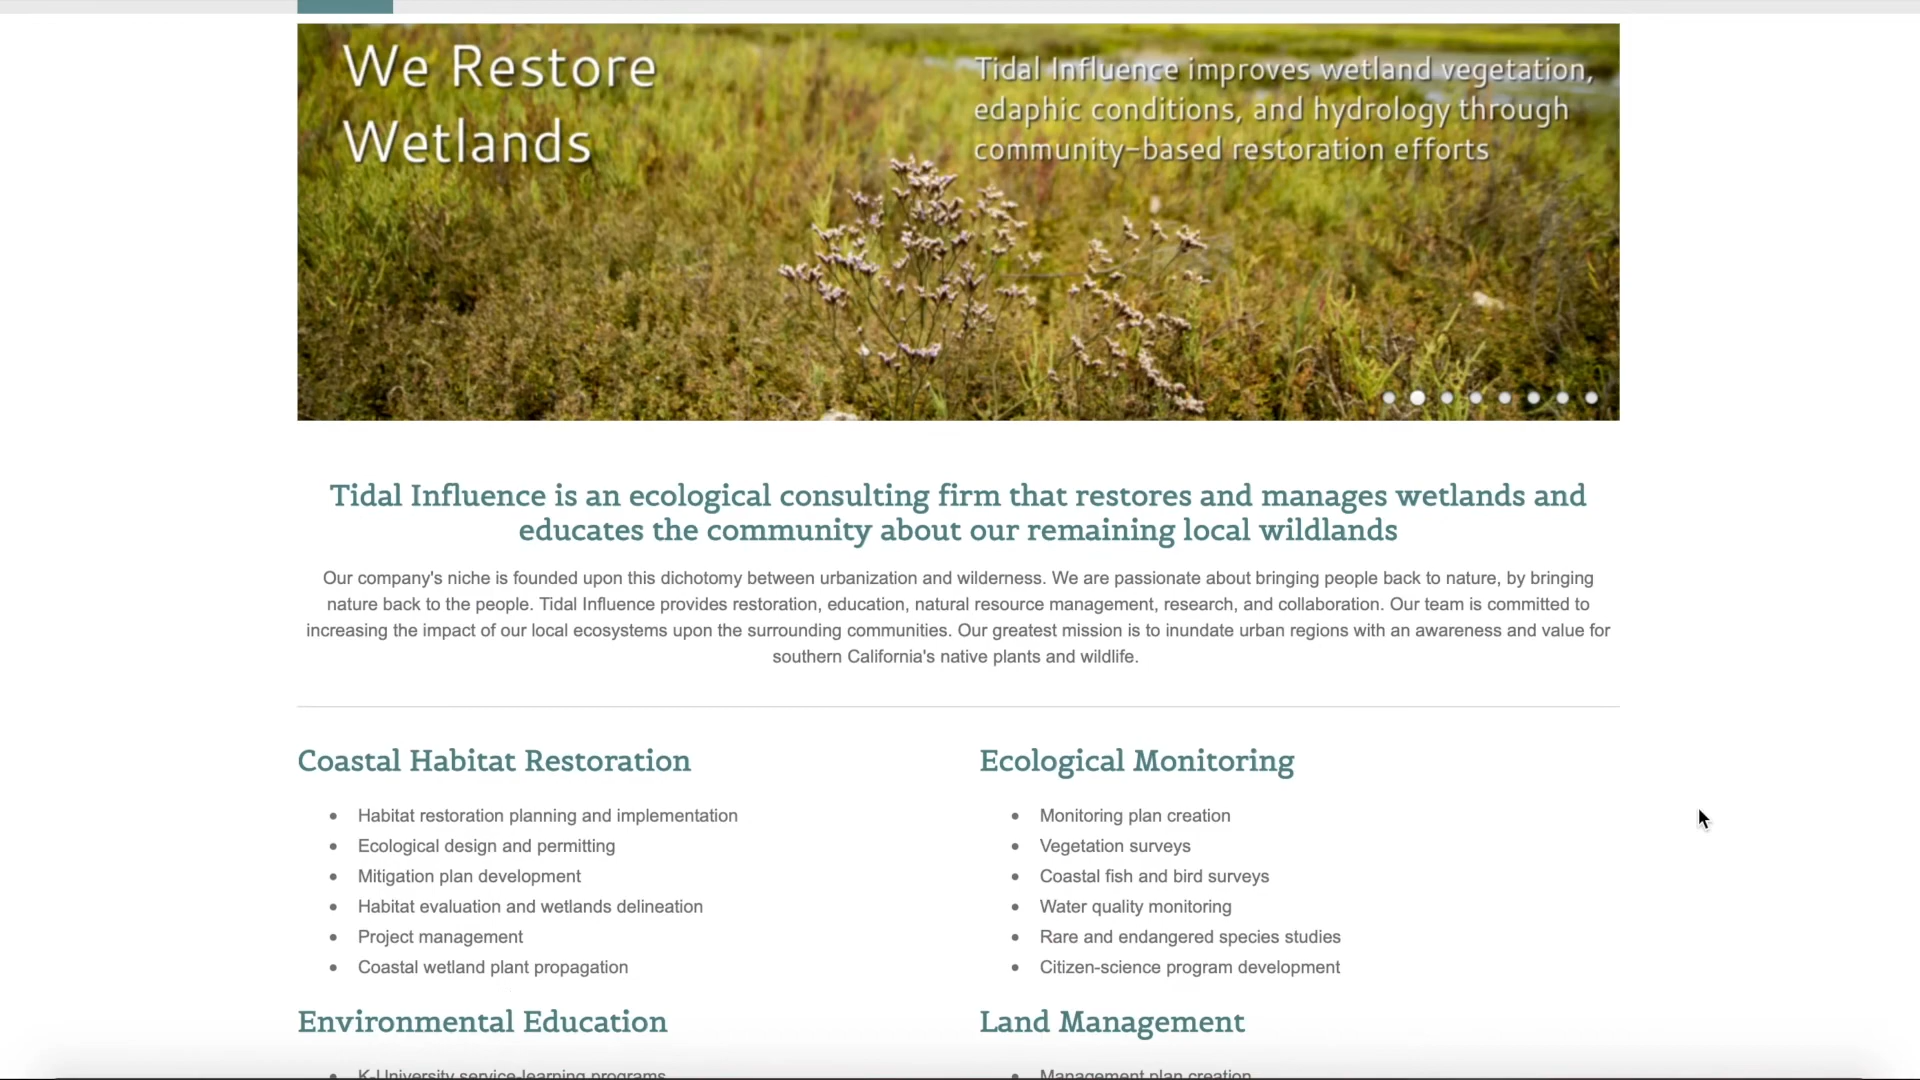 We Restore
Wetlands
Tidal Influence improves wetland vegetation,
edaphic conditions, and hydrology through
community-based restoration efforts
Tidal Influence is an ecological consulting firm that restores and manages wetlands and
educates the community about our remaining local wildlands
Our company's niche is founded upon this dichotomy between urbanization and wilderness. We are passionate about bringing people back to nature, by bringing
nature back to the people. Tidal Influence provides restoration, education, natural resource management, research, and collaboration. Our team is committed to
increasing the impact of our local ecosystems upon the surrounding communities. Our greatest mission is to inundate urban regions with an awareness and value for
southern California's native plants and wildlife.
Coastal Habitat Restoration
• Habitat restoration planning and implementation
• Ecological design and permitting
• Mitigation plan development
• Habitat evaluation and wetlands delineation
• Project management
• Coastal wetland plant propagation
Ecological Monitoring
• Monitoring plan creation
• Vegetation surveys
• Coastal fish and bird surveys
• Water quality monitoring
• Rare and endangered species studies
• Citizen-science program development
Environmental Education
• K-University service-learning programs
Land Management
• Management plan creation